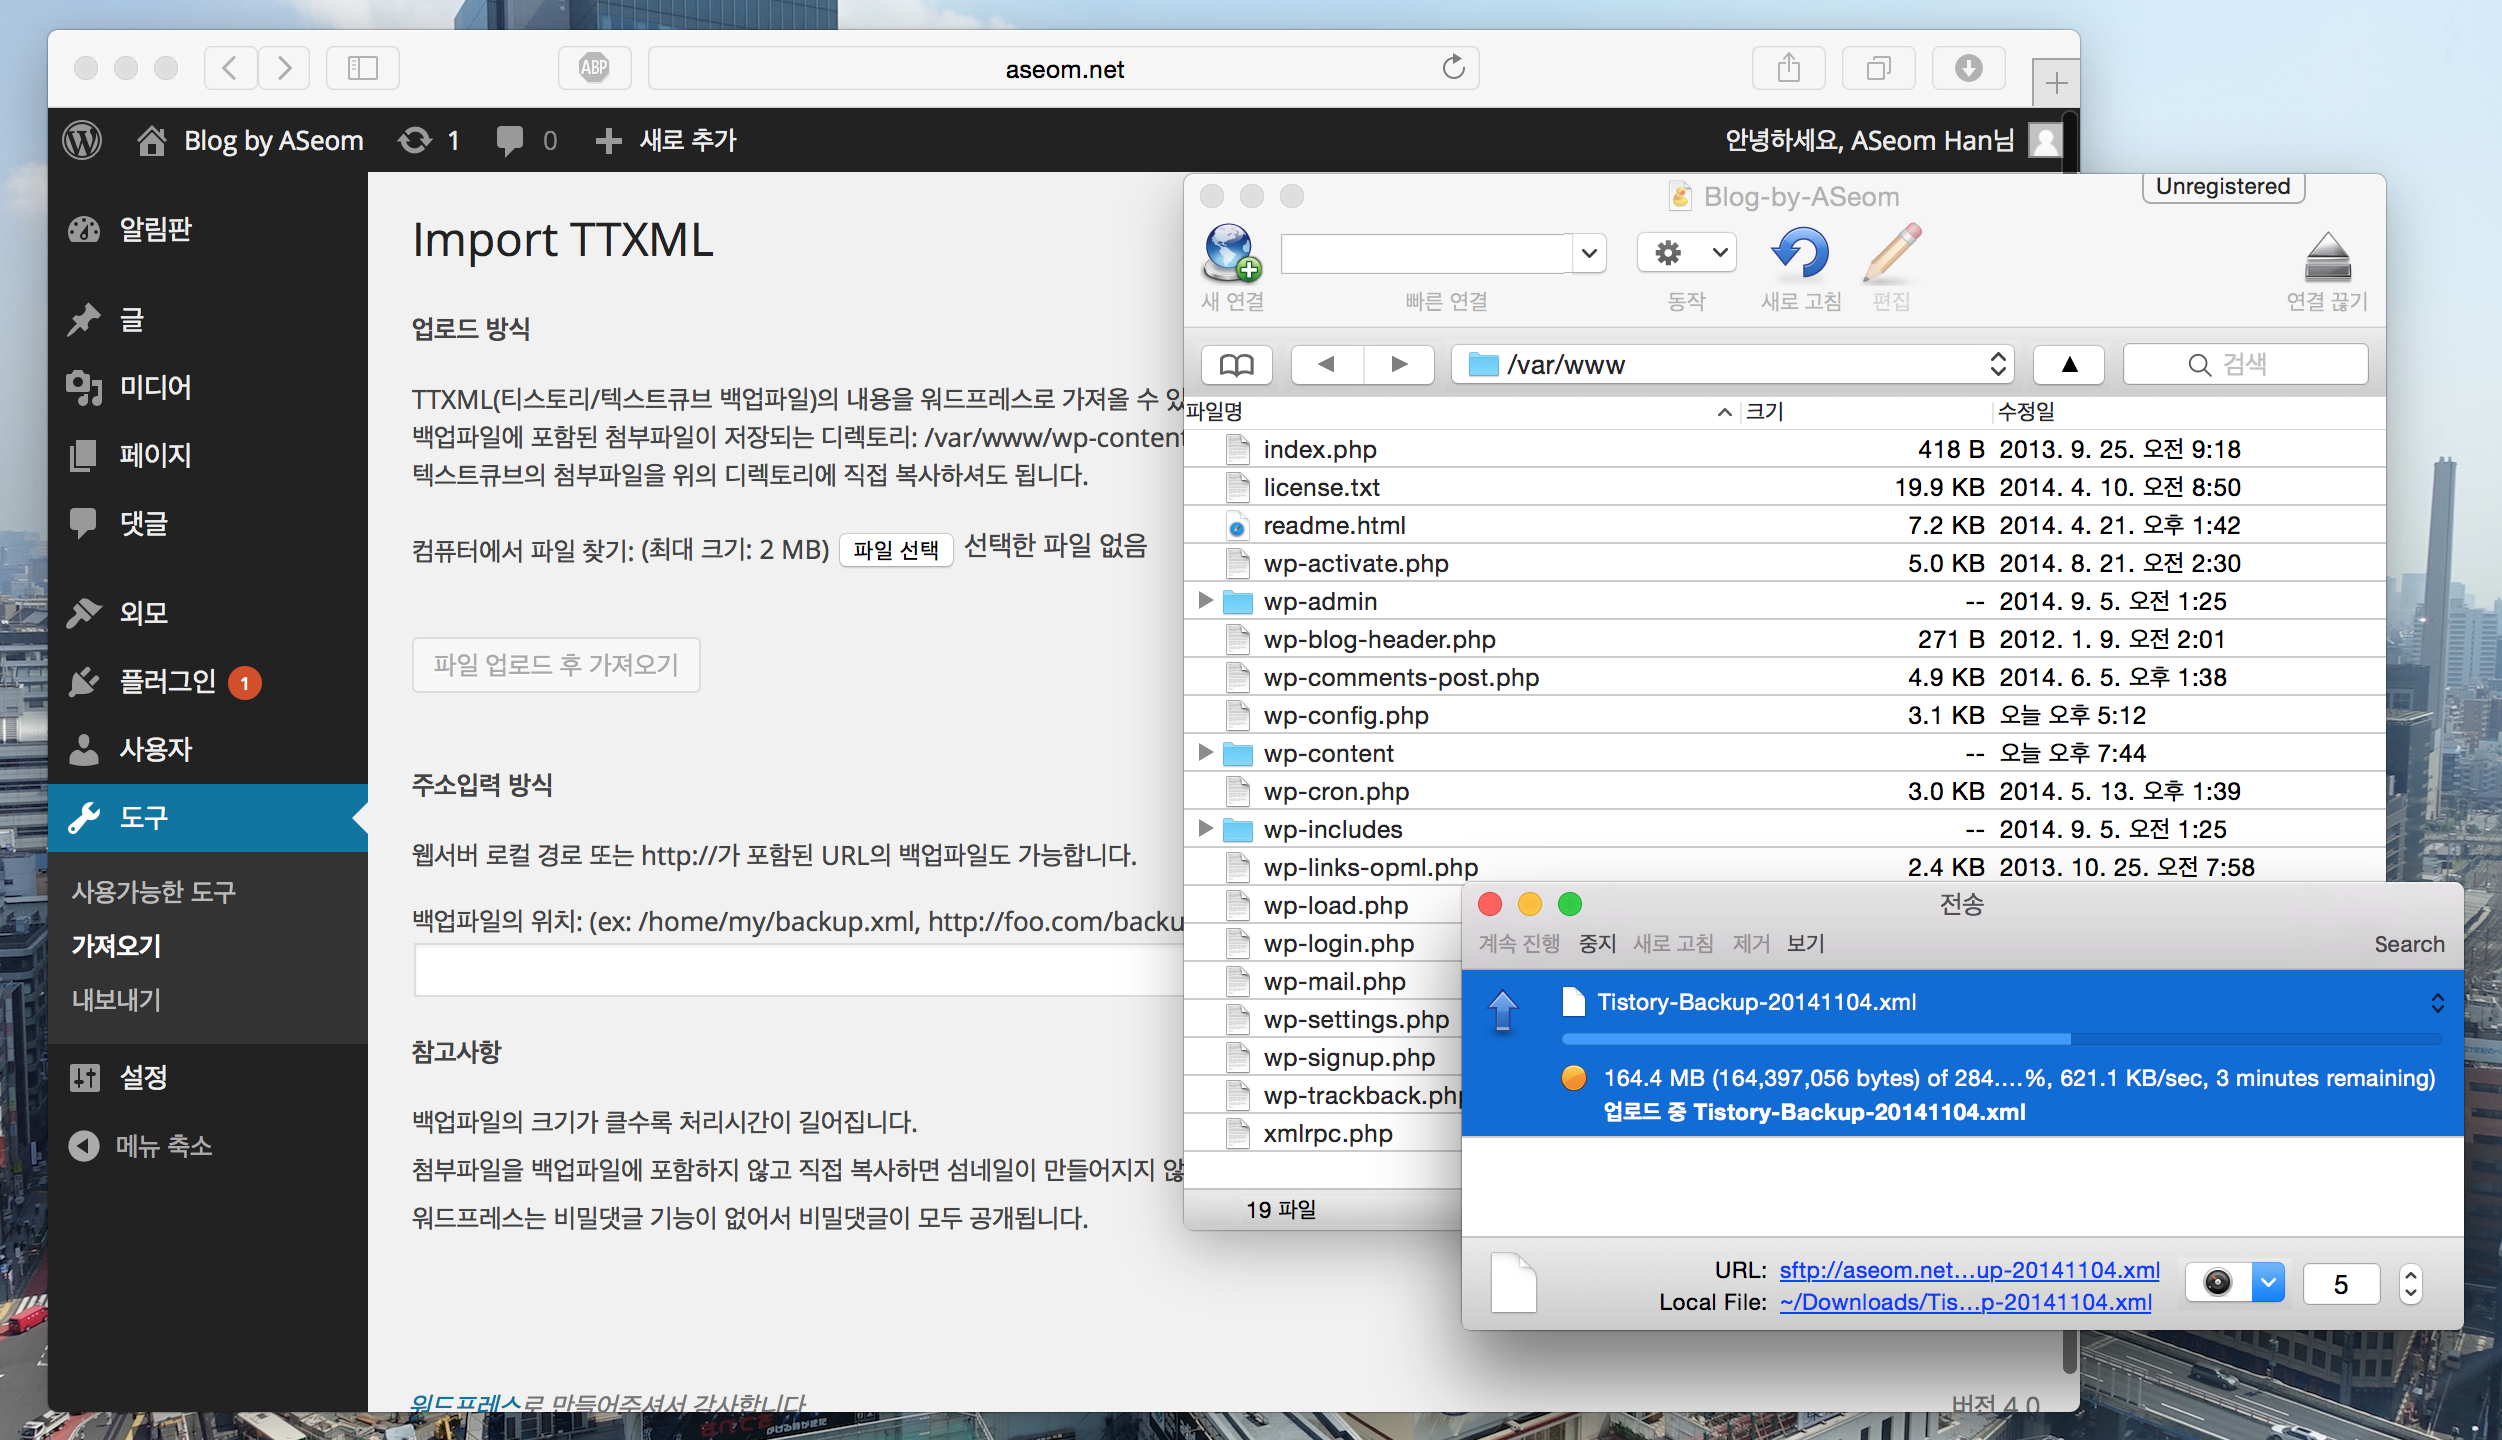 ABP
aseom.net
Blog by ASeom
1
0
새로 추가
안녕하세요, ASeom Han님
알림판
글
미디어
페이지
댓글
외모
플러그인 1
사용자
도구
사용가능한 도구
가져오기
내보내기
설정
메뉴 축소
Import TTXML
업로드 방식
TTXML(티스토리/텍스트큐브 백업파일)의 내용을 워드프레스로 가져올 수 있
백업파일에 포함된 첨부파일이 저장되는 디렉토리: /var/www/wp-content
텍스트큐브의 첨부파일을 위의 디렉토리에 직접 복사하셔도 됩니다.
컴퓨터에서 파일 찾기: (최대 크기: 2 MB) 파일 선택 선택한 파일 없음
파일 업로드 후 가져오기
주소입력 방식
웹서버 로컬 경로 또는 http://가 포함된 URL의 백업파일도 가능합니다.
백업파일의 위치: (ex: /home/my/backup.xml, http://foo.com/backu
참고사항
백업파일의 크기가 클수록 처리시간이 길어집니다.
첨부파일을 백업파일에 포함하지 않고 직접 복사하면 섬네일이 만들어지지 않
워드프레스는 비밀댓글 기능이 없어서 비밀댓글이 모두 공개됩니다.
워드프레스로 만들어주셔서 감사합니다
버전 4.0
Blog-by-ASeom
Unregistered
새 연결
빠른 연결
동작
새로 고침
편집
연결 끊기
/var/www
검색
파일명 크기 수정일
index.php 418 B 2013. 9. 25. 오전 9:18
license.txt 19.9 KB 2014. 4. 10. 오전 8:50
readme.html 7.2 KB 2014. 4. 21. 오후 1:42
wp-activate.php 5.0 KB 2014. 8. 21. 오전 2:30
wp-admin -- 2014. 9. 5. 오전 1:25
wp-blog-header.php 271 B 2012. 1. 9. 오전 2:01
wp-comments-post.php 4.9 KB 2014. 6. 5. 오후 1:38
wp-config.php 3.1 KB 오늘 오후 5:12
wp-content -- 오늘 오후 7:44
wp-cron.php 3.0 KB 2014. 5. 13. 오후 1:39
wp-includes -- 2014. 9. 5. 오전 1:25
wp-links-opml.php 2.4 KB 2013. 10. 25. 오전 7:58
wp-load.php
wp-login.php
wp-mail.php
wp-settings.php
wp-signup.php
wp-trackback.php
xmlrpc.php
19 파일
전송
계속 진행 중지 새로 고침 제거 보기 Search
Tistory-Backup-20141104.xml
164.4 MB (164,397,056 bytes) of 284.…%, 621.1 KB/sec, 3 minutes remaining)
업로드 중 Tistory-Backup-20141104.xml
URL: sftp://aseom.net…up-20141104.xml
Local File: ~/Downloads/Tis…p-20141104.xml
5